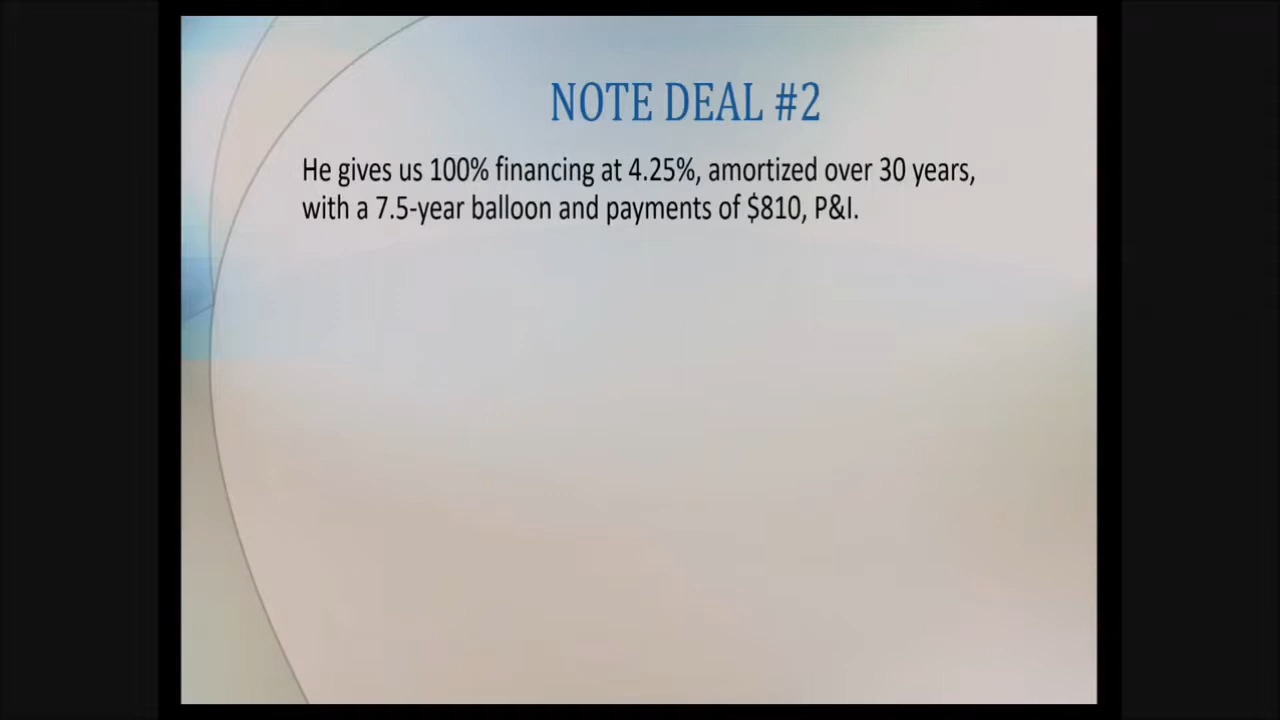 NOTE DEAL #2
He gives us 100% financing at 4.25%, amortized over 30 years,
with a 7.5-year balloon and payments of $810, P&I.